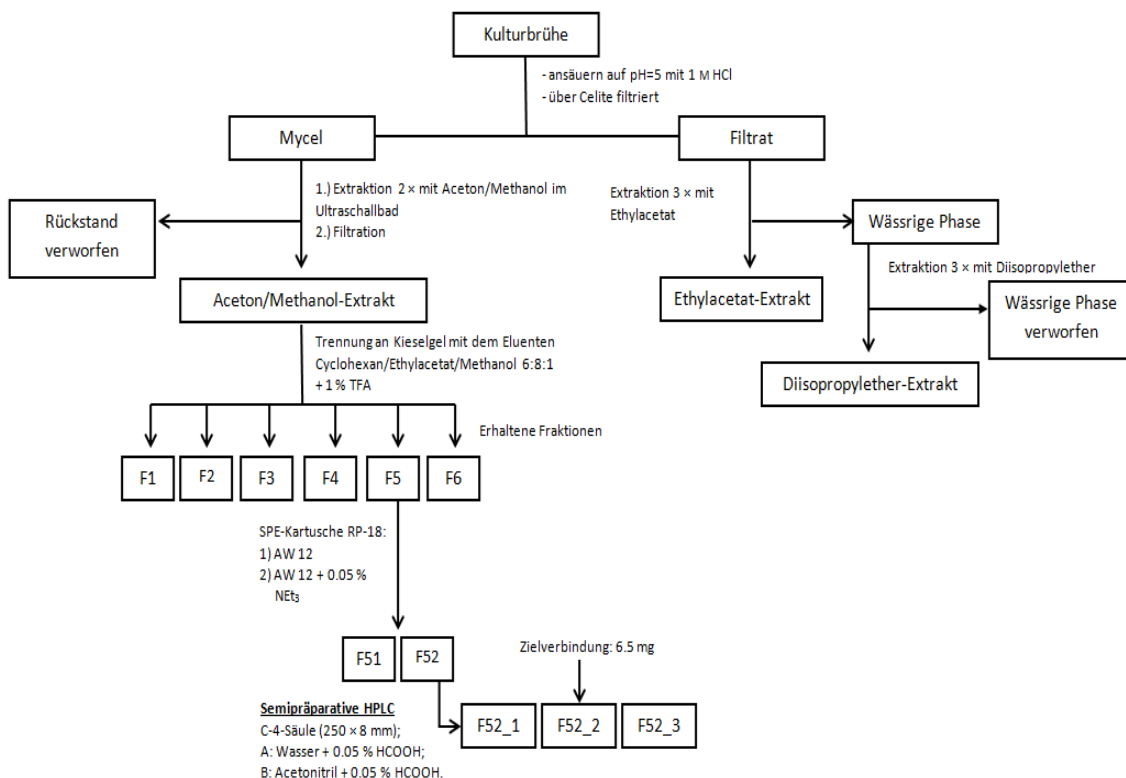 Kulturbrühe
- ansäuern auf pH=5 mit 1 M HCl
- über Celite filtriert
Mycel
Filtrat
1.) Extraktion 2 × mit Aceton/Methanol im
Ultraschallbad
2.) Filtration
Rückstand
verworfen
Extraktion 3 × mit
Ethylacetat
Wässrige Phase
Aceton/Methanol-Extrakt
Ethylacetat-Extrakt
Extraktion 3 × mit Diisopropylether
Wässrige Phase
verworfen
Diisopropylether-Extrakt
Trennung an Kieselgel mit dem Eluenten
Cyclohexan/Ethylacetat/Methanol 6:8:1
+ 1 % TFA
Erhaltene Fraktionen
F1
F2
F3
F4
F5
F6
SPE-Kartusche RP-18:
1) AW 12
2) AW 12 + 0.05 %
NEt3
F51
F52
Zielverbindung: 6.5 mg
F52_1
F52_2
F52_3
Semipräparative HPLC
C-4-Säule (250 × 8 mm);
A: Wasser + 0.05 % HCOOH;
B: Acetonitril + 0.05 % HCOOH.